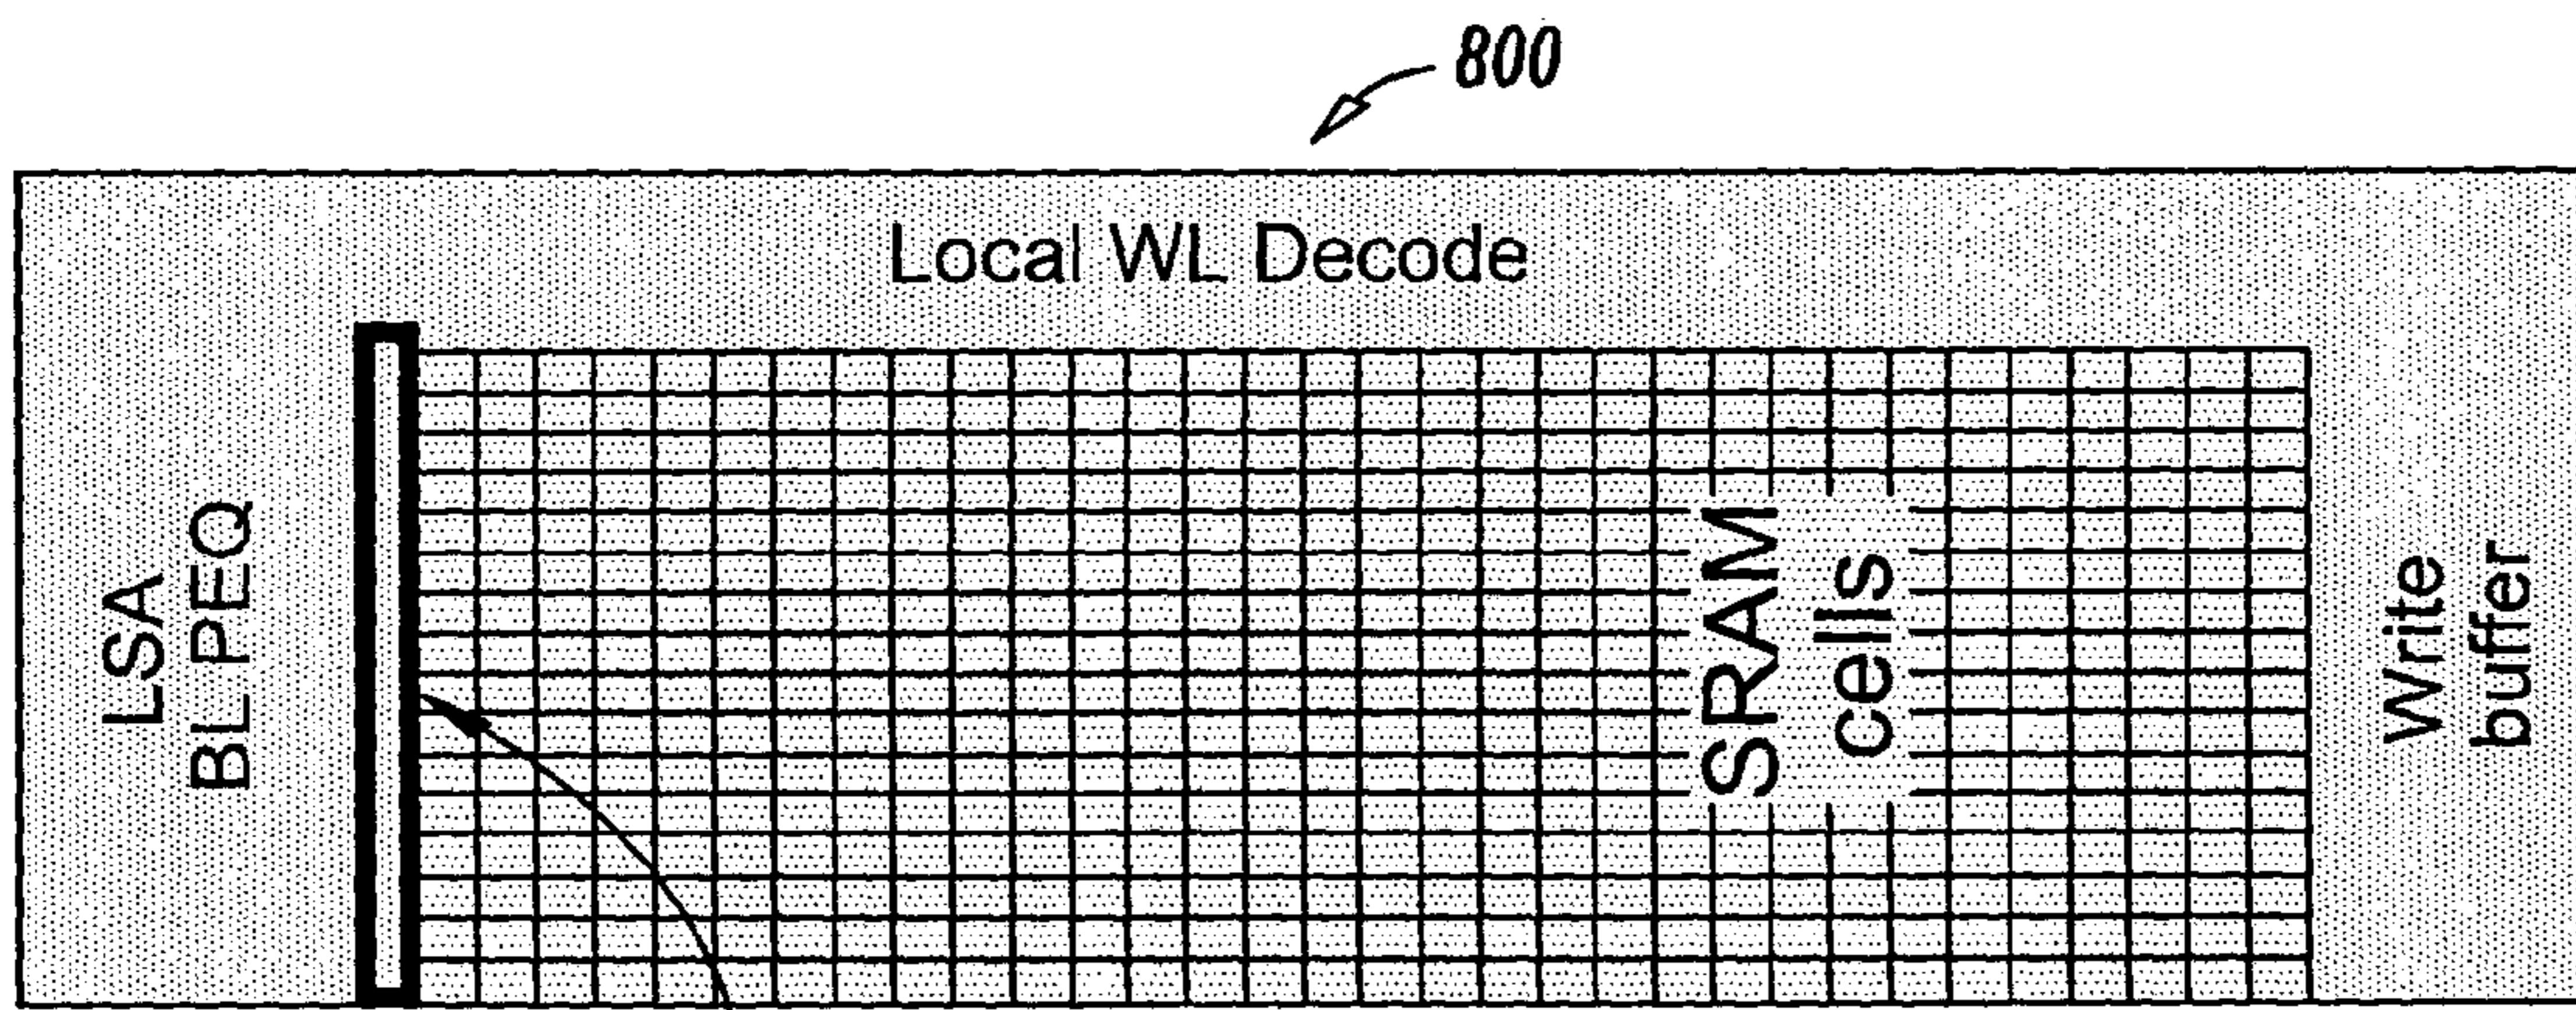 800
Local WL Decode
LSA
BL PEQ
SRAM
cells
Write
buffer